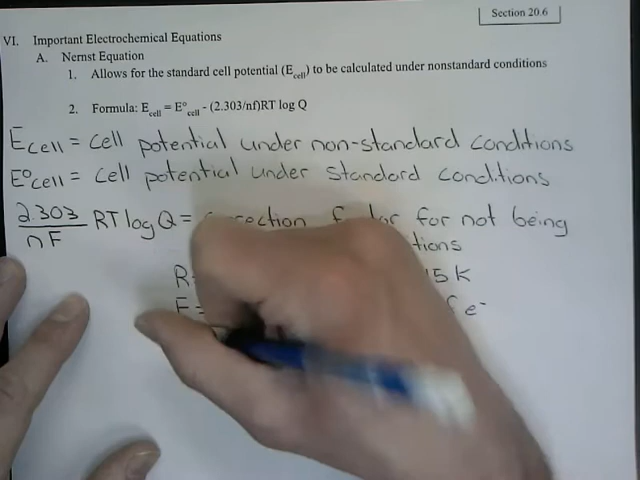 Section 20.6
VI. Important Electrochemical Equations
A. Nernst Equation
1. Allows for the standard cell potential (Ecell) to be calculated under nonstandard conditions
2. Formula: Ecell = E°cell - (2.303/nf)RT log Q
Ecell = cell potential under non-standard conditions
E°cell = cell potential under standard conditions
2.303/nF RT log Q = for not being
R= 15 K
F= e-